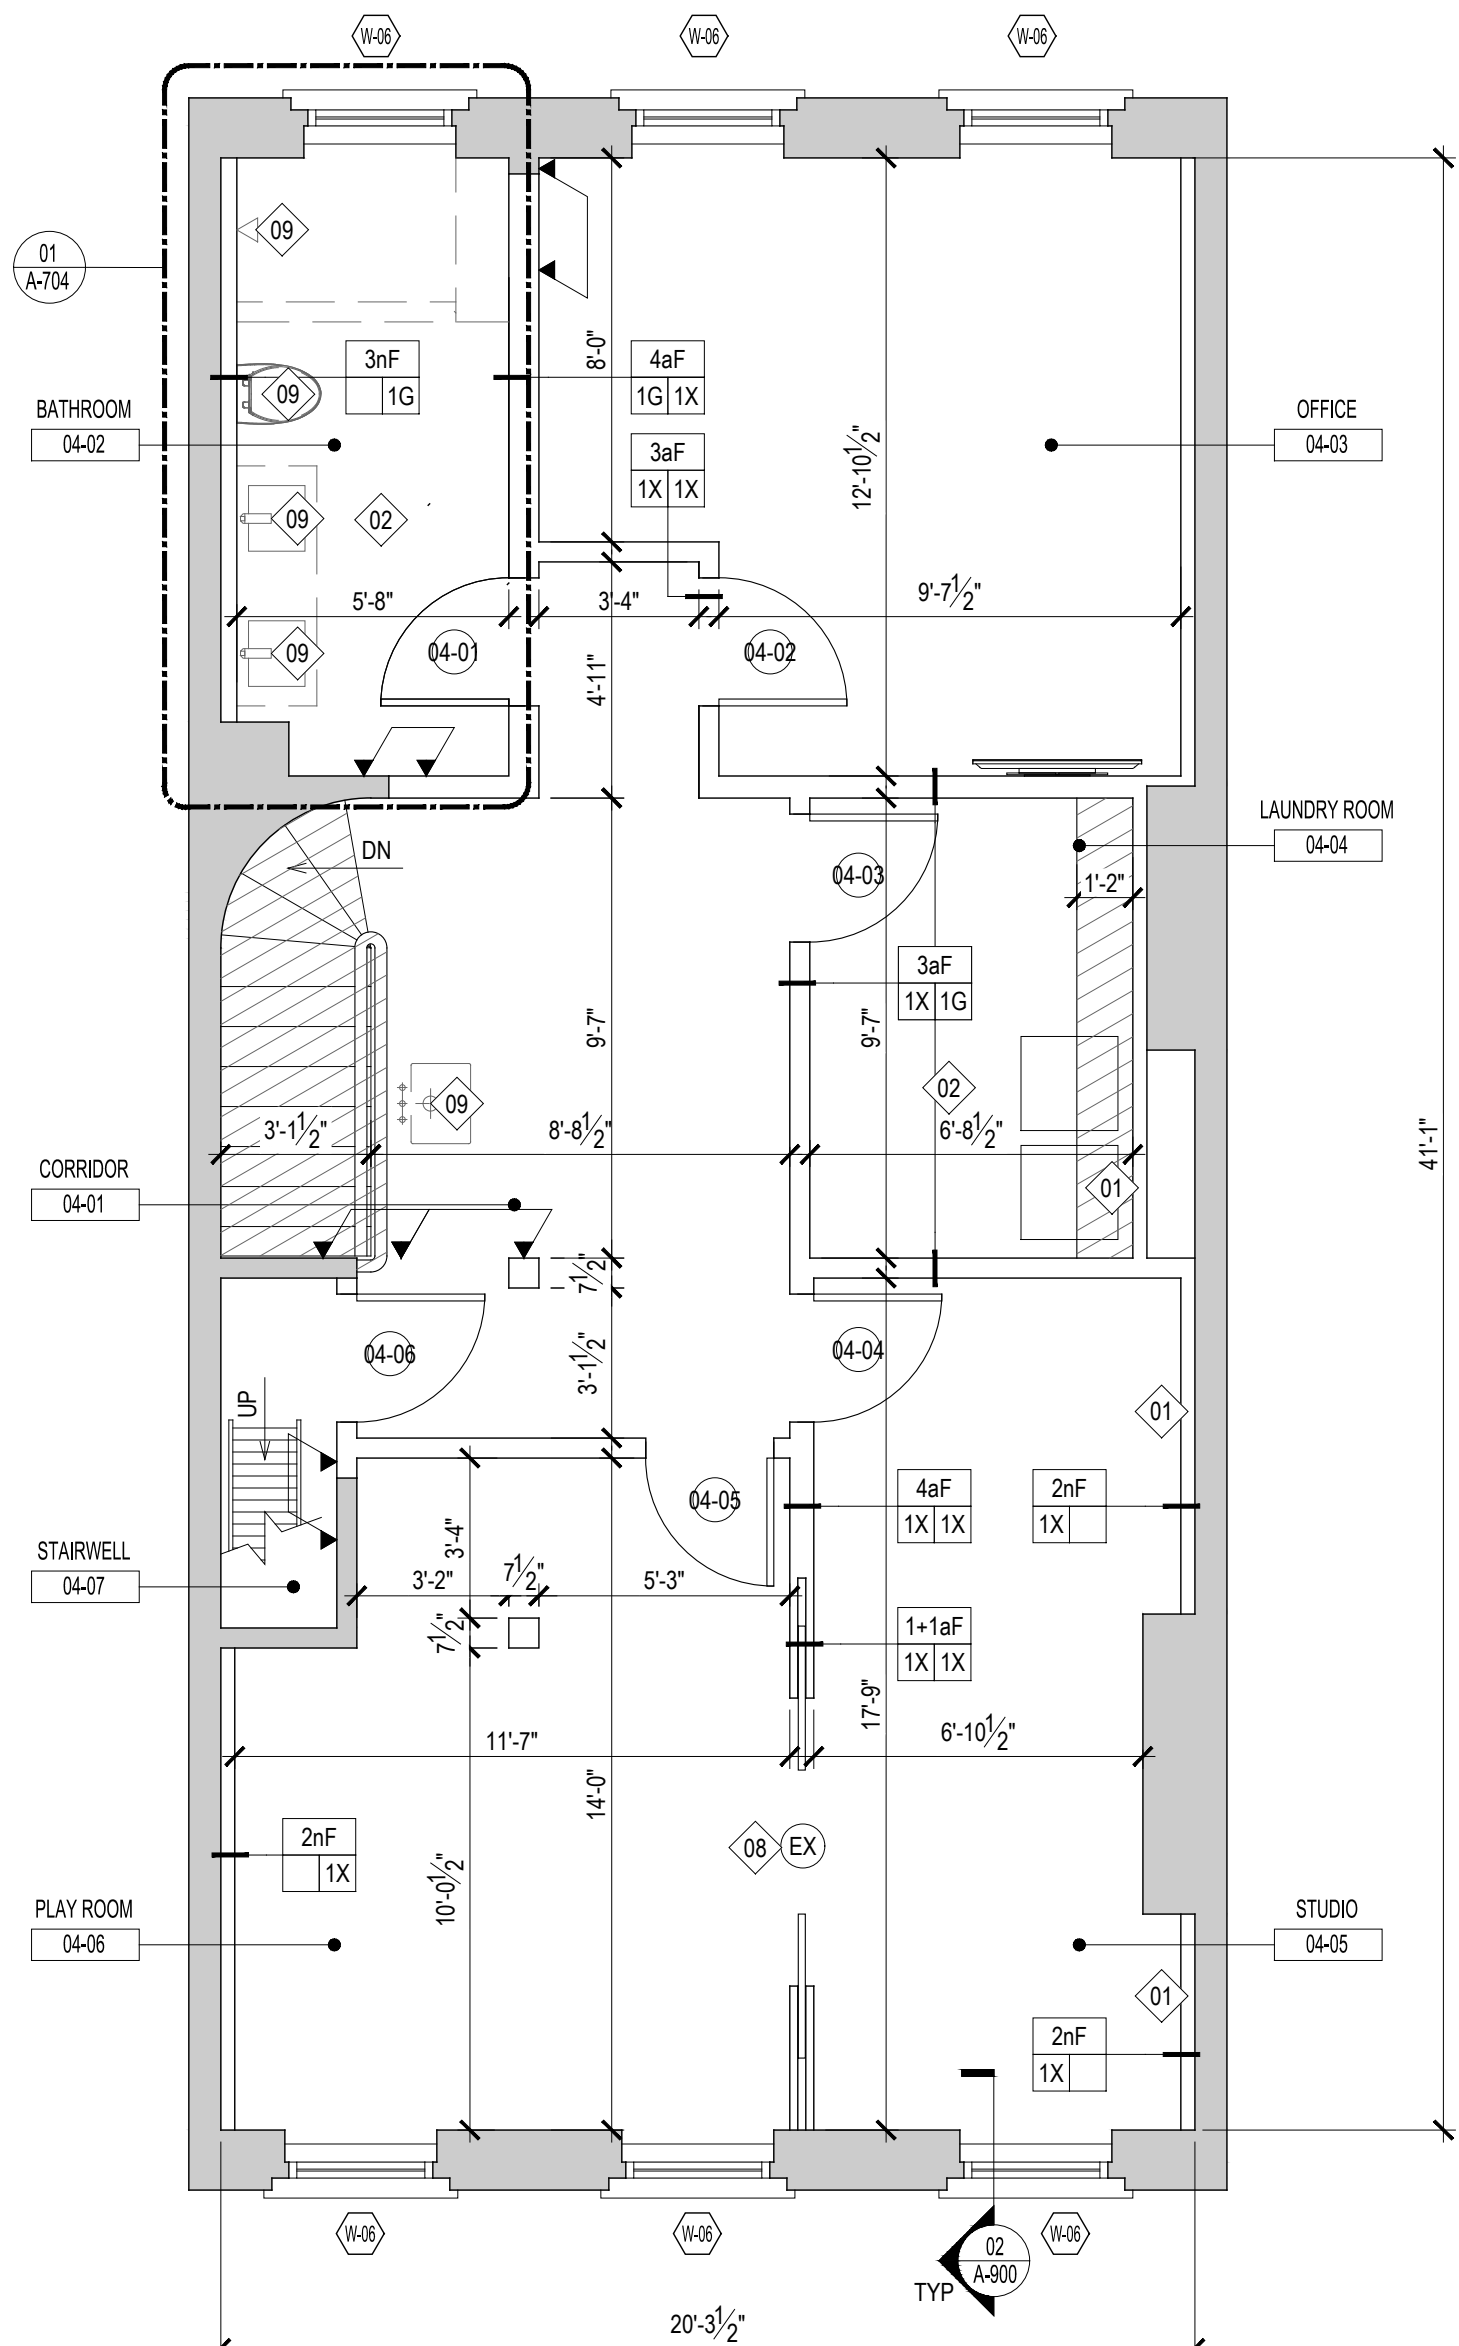 W-06 W-06 W-06
01
A-704
09
3nF
1G
09
8'-0"
4aF
1G 1X
BATHROOM
04-02
OFFICE
04-03
3aF
1X 1X
12'-10½"
09
02
5'-8"
3'-4"
9'-7½"
09
04-01
04-02
4'-11"
DN
LAUNDRY ROOM
04-04
04-03
1'-2"
3aF
1X 1G
9'-7"
9'-7"
02
09
3'-1½"
8'-8½"
6'-8½"
41'-1"
CORRIDOR
04-01
01
7½"
04-06
3'-1½"
04-04
UP
01
4aF
1X 1X
2nF
1X
04-05
3'-4"
STAIRWELL
04-07
3'-2"
7½"
5'-3"
7½"
1+1aF
1X 1X
17'-9"
11'-7"
6'-10½"
14'-0"
2nF
1X
08
EX
10'-0½"
PLAY ROOM
04-06
STUDIO
04-05
01
2nF
1X
W-06 W-06 W-06
02
A-900
TYP
20'-3½"